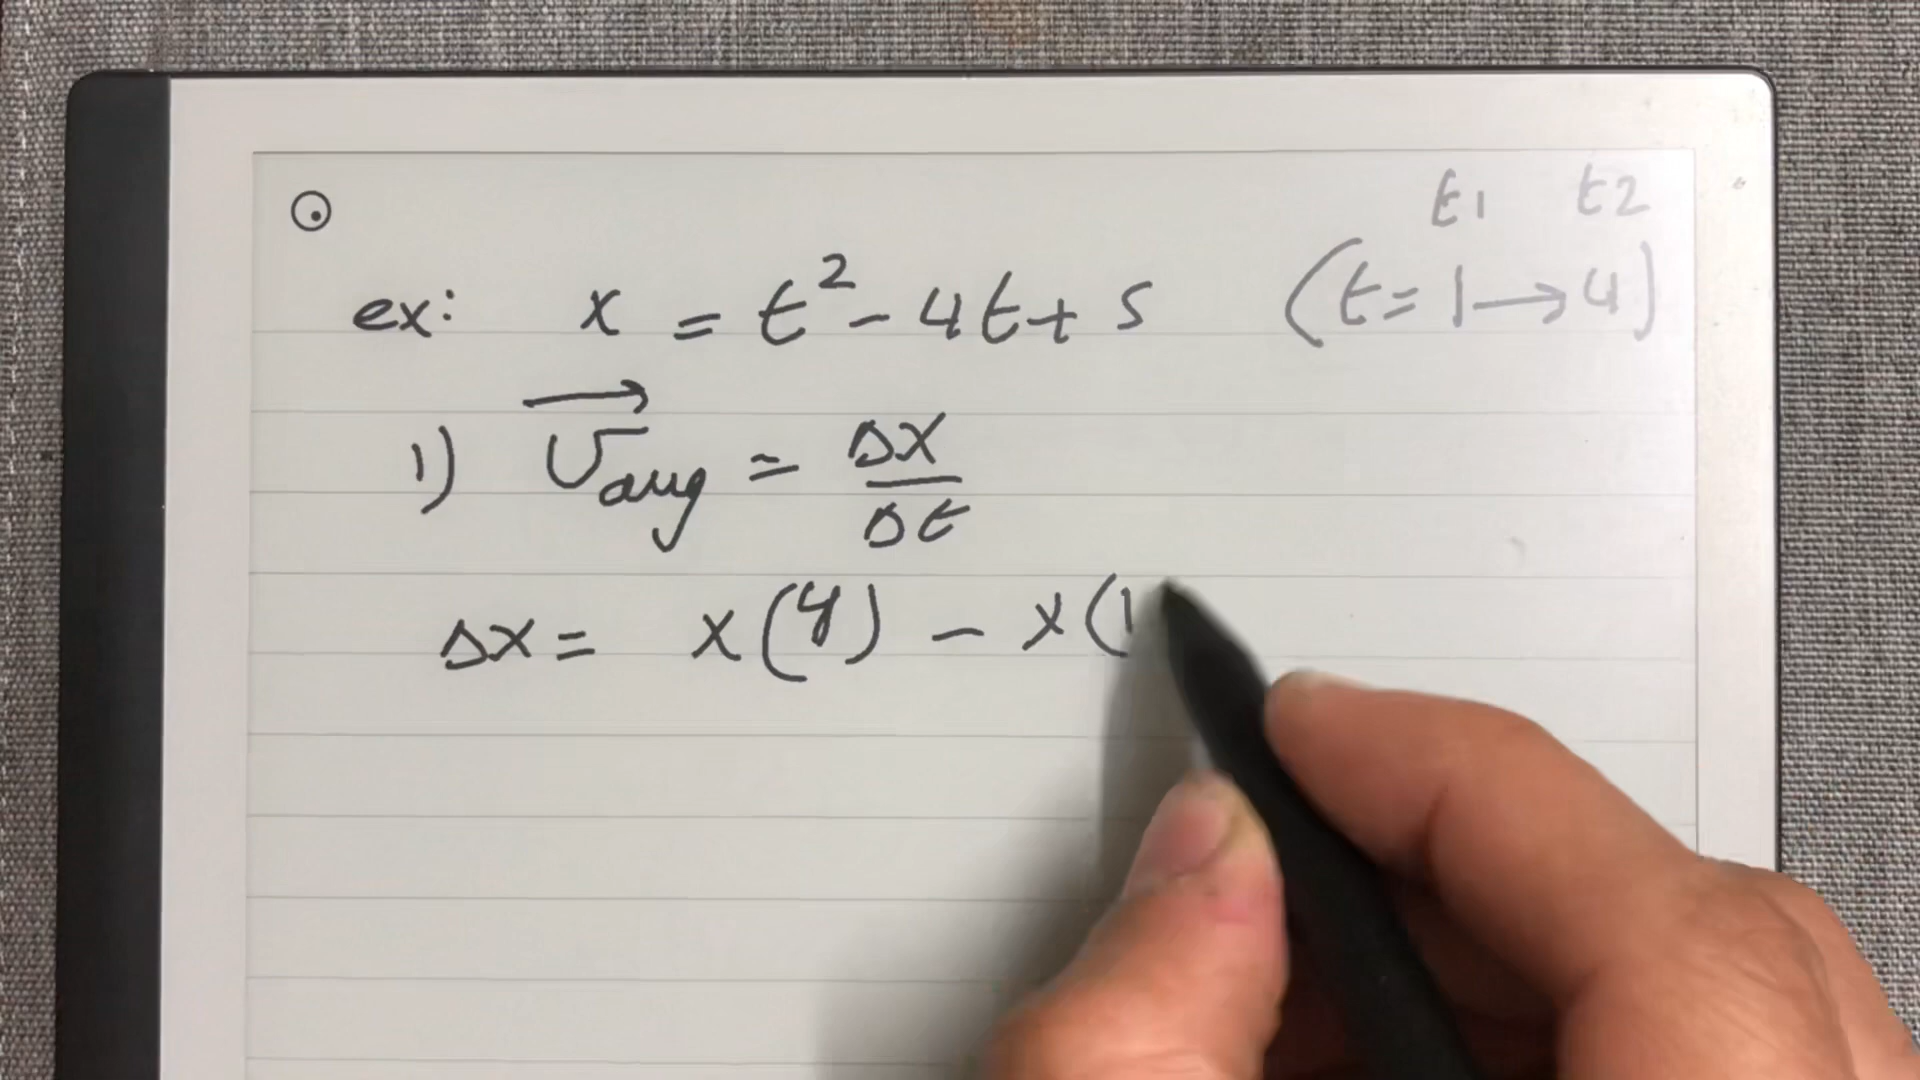 t1 t2
ex: x = t² - 4t + 5 (t = 1 → 4)
1) v⃗avg = Δx/Δt
Δx = x(4) - x(1